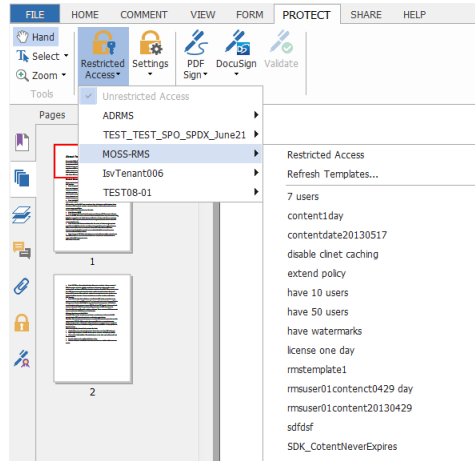 FILE HOME COMMENT VIEW FORM PROTECT SHARE HELP
Hand
Select
Zoom
Tools
Restricted Access
Settings
PDF Sign
DocuSign
Validate
Pages
Unrestricted Access
ADRMS
TEST_TEST_SPO_SPDX_June21
MOSS-RMS
IsvTenant006
TEST08-01
Restricted Access
Refresh Templates...
7 users
content1day
contentdate20130517
disable clinet caching
extend policy
have 10 users
have 50 users
have watermarks
license one day
rmstemplate1
rmsuser01contenct0429 day
rmsuser01content20130429
sdfdsf
SDK_CotentNeverExpires
1
2